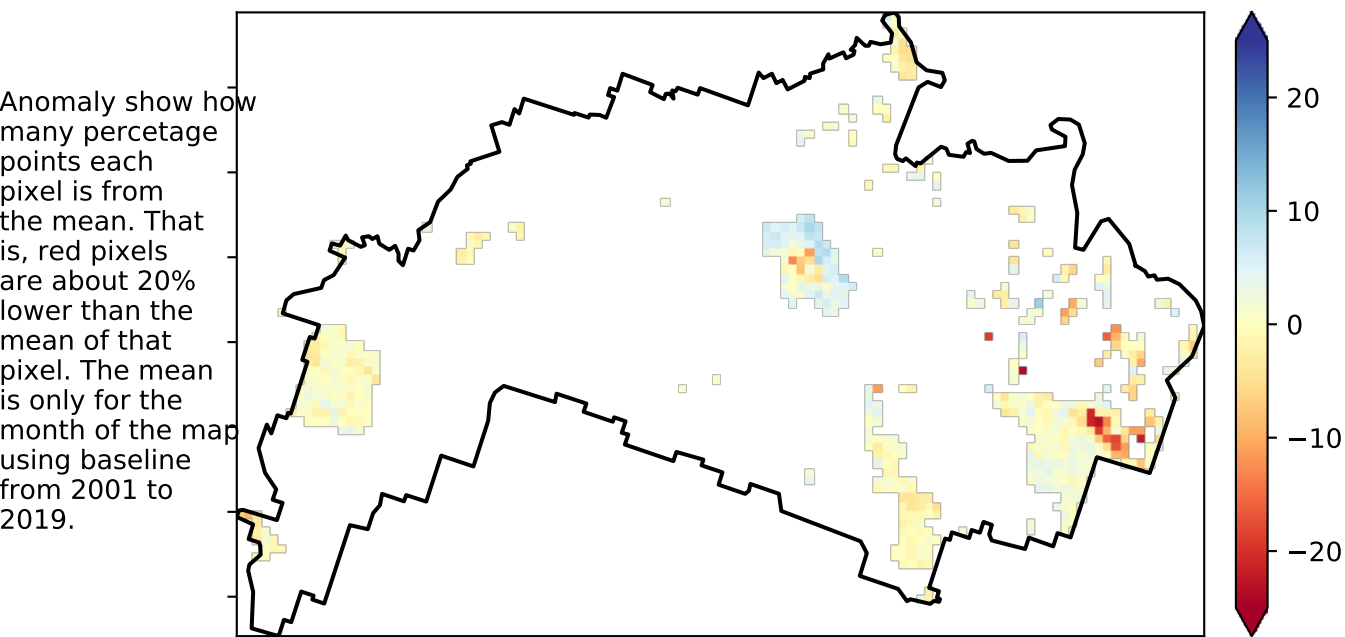 Anomaly show how
many percetage
points each
pixel is from
the mean. That
is, red pixels
are about 20%
lower than the
mean of that
pixel. The mean
is only for the
month of the map
using baseline
from 2001 to
2019.
20
10
0
−10
−20